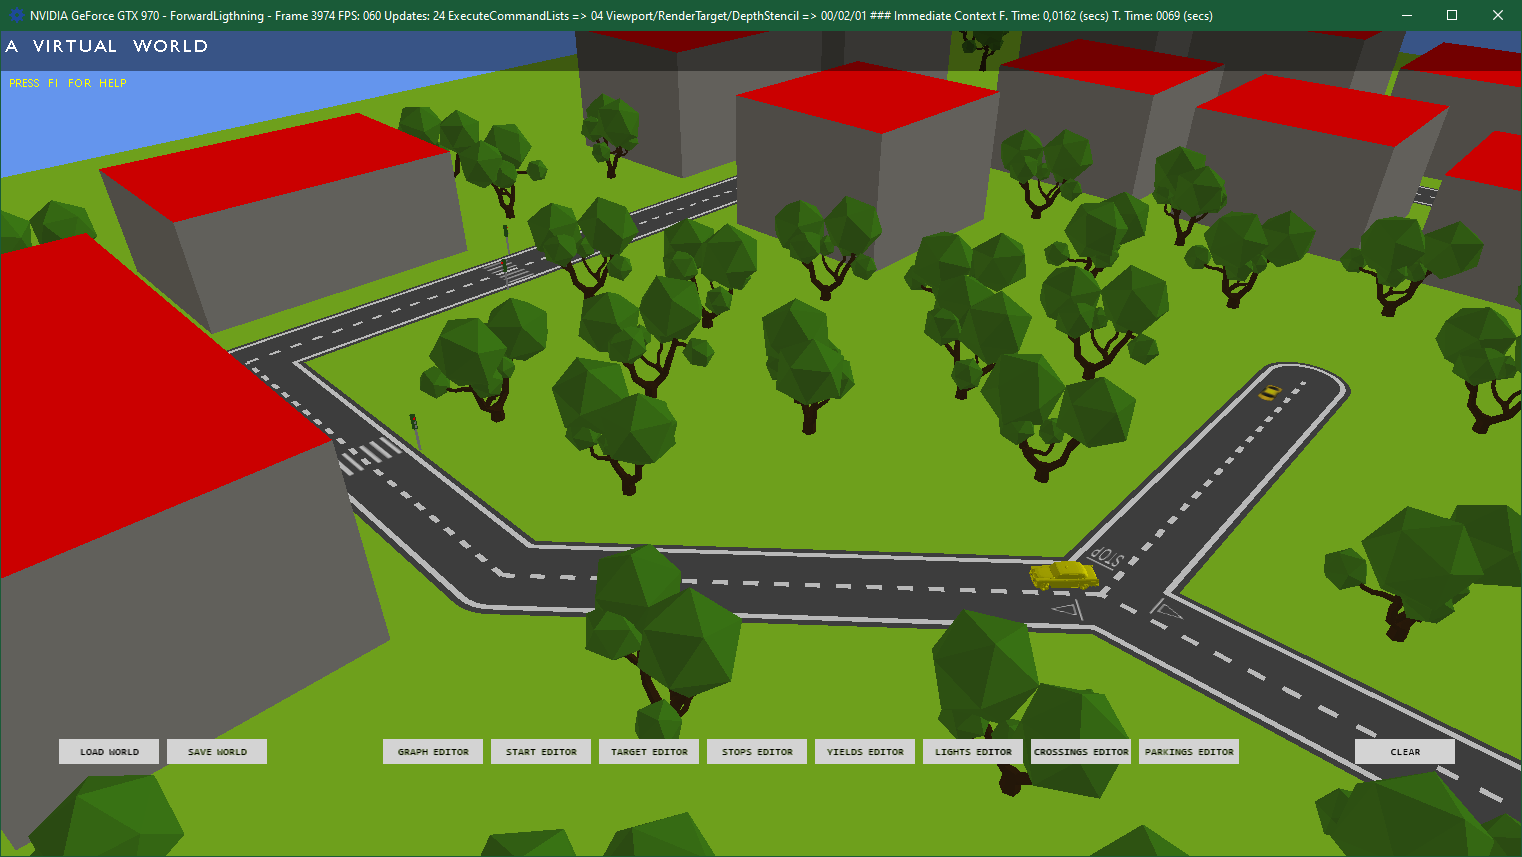 NVIDIA GeForce GTX 970 - ForwardLigthning - Frame 3974 FPS: 060 Updates: 24 ExecuteCommandLists => 04 Viewport/RenderTarget/DepthStencil => 00/02/01 ### Immediate Context F. Time: 0,0162 (secs) T. Time: 0069 (secs)
A VIRTUAL WORLD
PRESS F1 FOR HELP
STOP
LOAD WORLD
SAVE WORLD
GRAPH EDITOR
START EDITOR
TARGET EDITOR
STOPS EDITOR
YIELDS EDITOR
LIGHTS EDITOR
CROSSINGS EDITOR
PARKINGS EDITOR
CLEAR